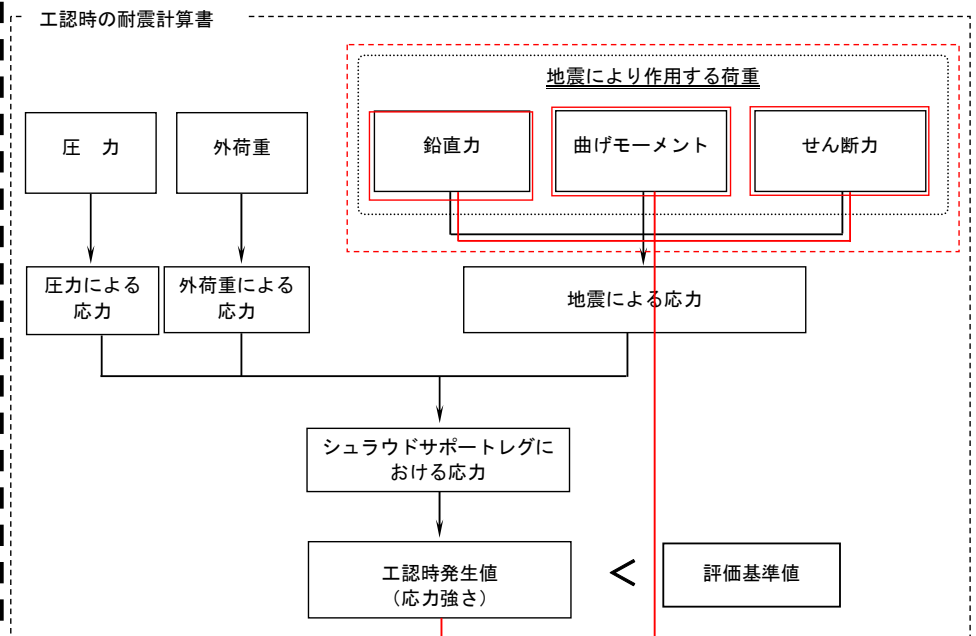 工認時の耐震計算書
地震により作用する荷重
圧 力
外荷重
鉛直力
曲げモーメント
せん断力
圧力による
応力
外荷重による
応力
地震による応力
シュラウドサポートレグに
おける応力
工認時発生値
(応力強さ)
<
評価基準値